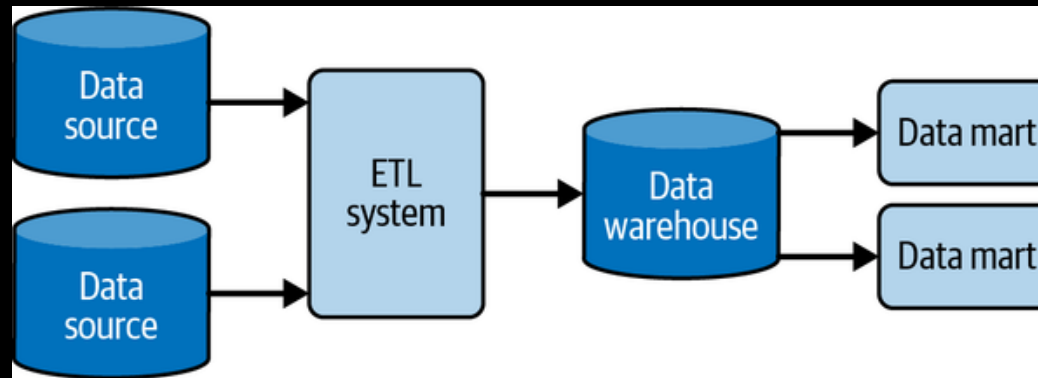 Data
source
Data
source
ETL
system
Data
warehouse
Data mart
Data mart